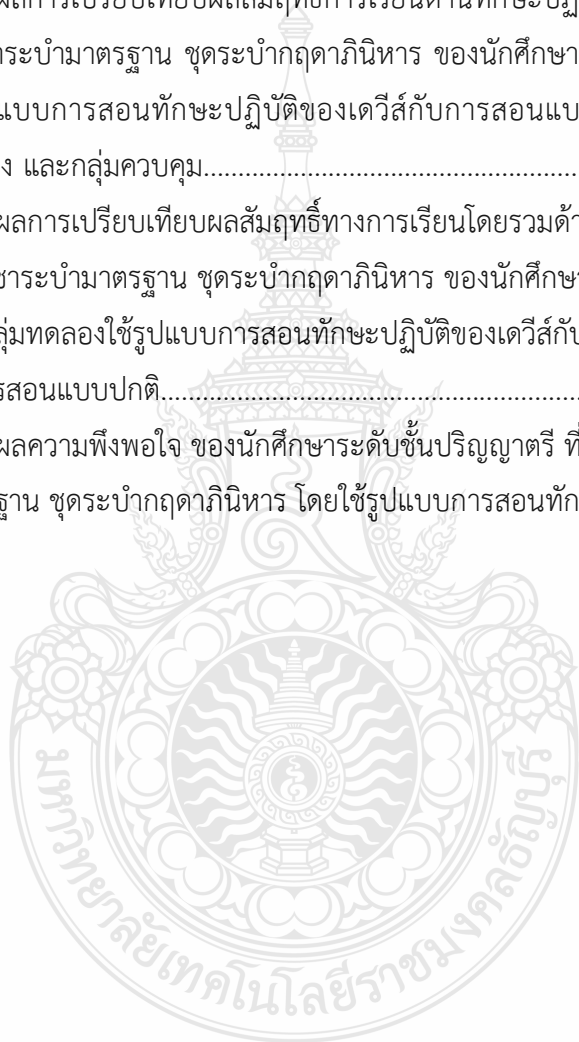 ผลการเปรียบเทียบผลสัมฤทธิ์การเรียนด้านทักษะปฏิ
าระบำมาตรฐาน ชุดระบำกฤดาภินิหาร ของนักศึกษา
แบบการสอนทักษะปฏิบัติของเดวีส์กับการสอนแบ
ง และกลุ่มควบคุม
ผลการเปรียบเทียบผลสัมฤทธิ์ทางการเรียนโดยรวมด้า
ชาระบำมาตรฐาน ชุดระบำกฤดาภินิหาร ของนักศึกษา
ลุ่มทดลองใช้รูปแบบการสอนทักษะปฏิบัติของเดวีส์กับ
รสอนแบบปกติ
ผลความพึงพอใจ ของนักศึกษาระดับชั้นปริญญาตรี ที่
ฐาน ชุดระบำกฤดาภินิหาร โดยใช้รูปแบบการสอนทัก
มหาวิทยาลัยเทคโนโลยีราชมงคลธัญบุรี